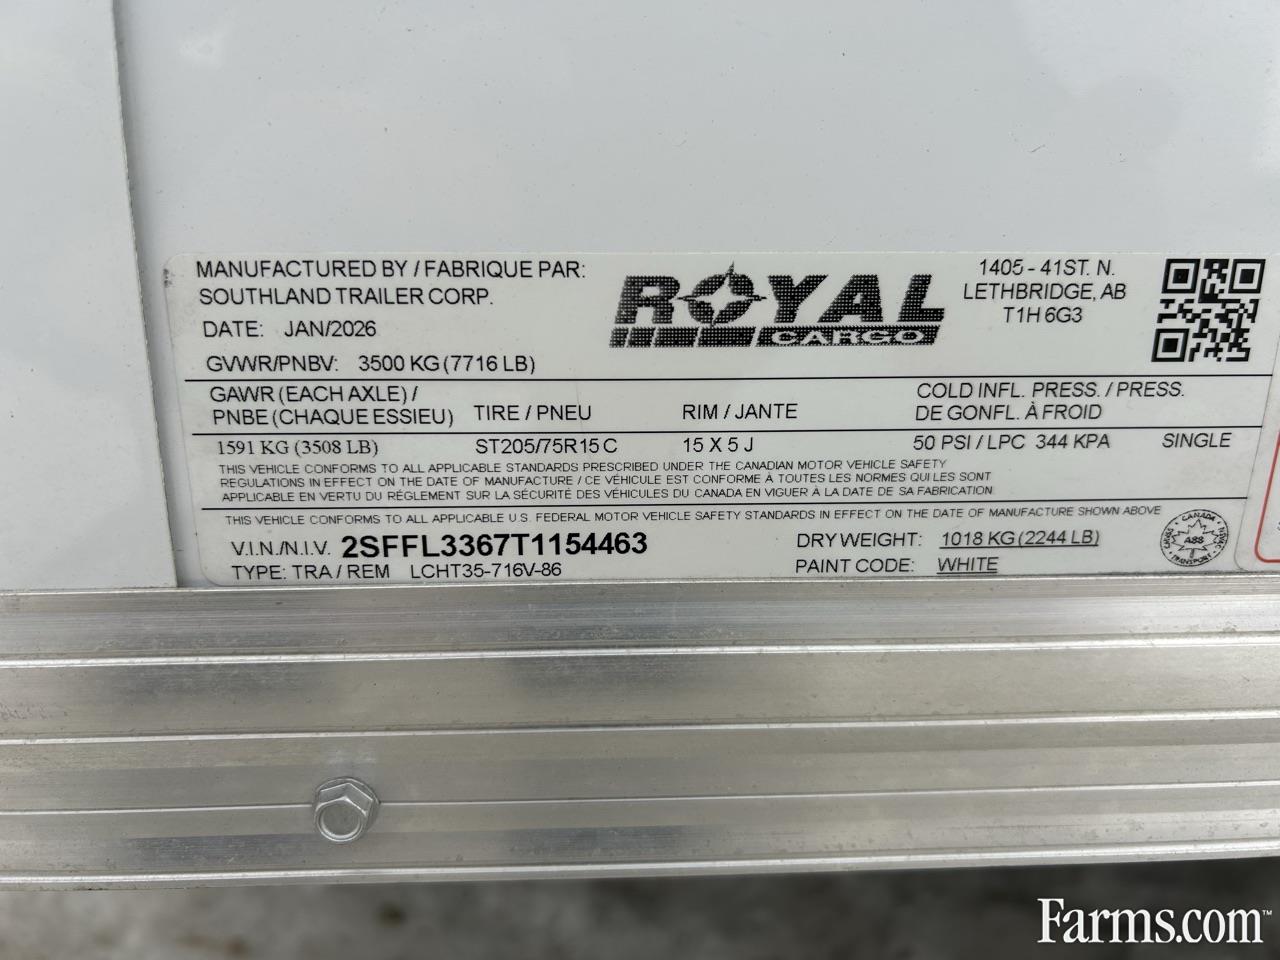 MANUFACTURED BY / FABRIQUE PAR:
SOUTHLAND TRAILER CORP.
DATE: JAN/2026
GVWR/PNBV: 3500 KG (7716 LB)
ROYAL
CARGO
1405 - 41ST. N.
LETHBRIDGE, AB
T1H 6G3
GAWR (EACH AXLE) /
PNBE (CHAQUE ESSIEU)
TIRE / PNEU
RIM / JANTE
COLD INFL. PRESS. / PRESS.
DE GONFL. À FROID
1591 KG (3508 LB)
ST205/75R15 C
15 X 5 J
50 PSI / LPC 344 KPA
SINGLE
THIS VEHICLE CONFORMS TO ALL APPLICABLE STANDARDS PRESCRIBED UNDER THE CANADIAN MOTOR VEHICLE SAFETY
REGULATIONS IN EFFECT ON THE DATE OF MANUFACTURE / CE VÉHICULE EST CONFORME À TOUTES LES NORMES QUI LES SONT
APPLICABLE EN VERTU DU RÉGLEMENT SUR LA SÉCURITÉ DES VÉHICULES DU CANADA EN VIGUER À LA DATE DE SA FABRICATION
THIS VEHICLE CONFORMS TO ALL APPLICABLE U.S. FEDERAL MOTOR VEHICLE SAFETY STANDARDS IN EFFECT ON THE DATE OF MANUFACTURE SHOWN ABOVE
V.I.N./N.I.V. 2SFFL3367T1154463
TYPE: TRA / REM LCHT35-716V-86
DRY WEIGHT: 1018 KG (2244 LB)
PAINT CODE: WHITE
CANADA
TRANSPORT
Farms.com™